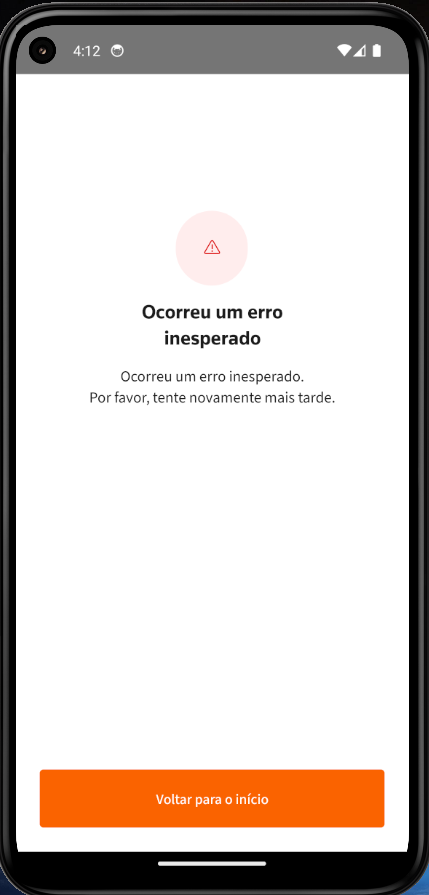 4:12
Ocorreu um erro
inesperado
Ocorreu um erro inesperado.
Por favor, tente novamente mais tarde.
Voltar para o início